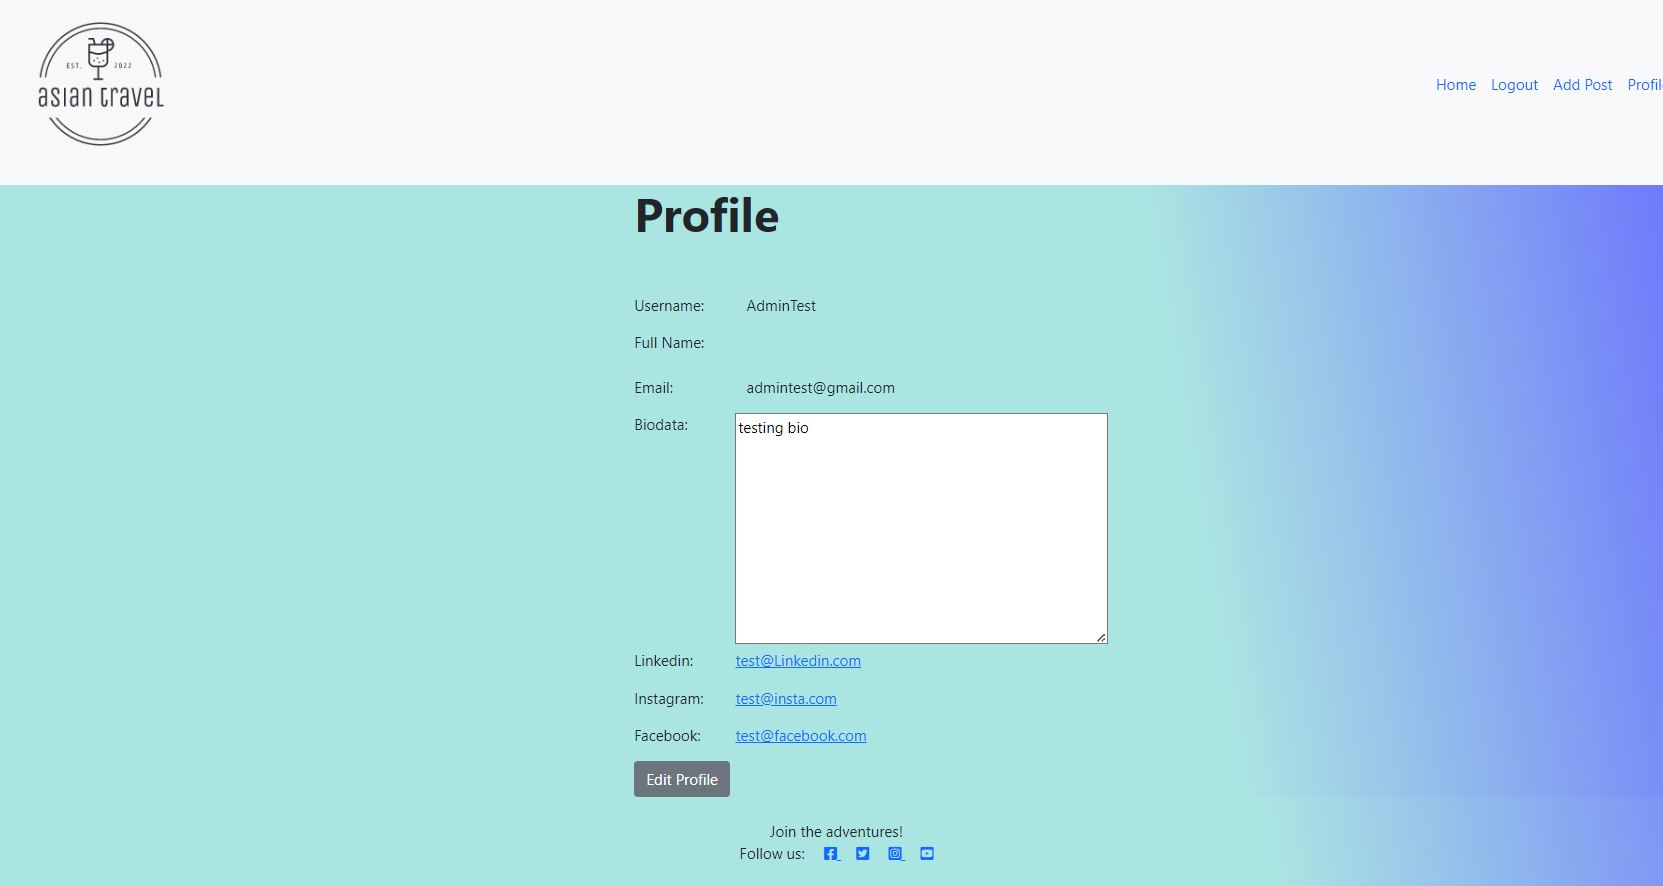 EST. 2022
asian travel
Home Logout Add Post
Profile
Username: AdminTest
Full Name:
Email: admintest@gmail.com
Biodata: testing bio
Linkedin: test@Linkedin.com
Instagram: test@insta.com
Facebook: test@facebook.com
Edit Profile
Join the adventures!
Follow us: